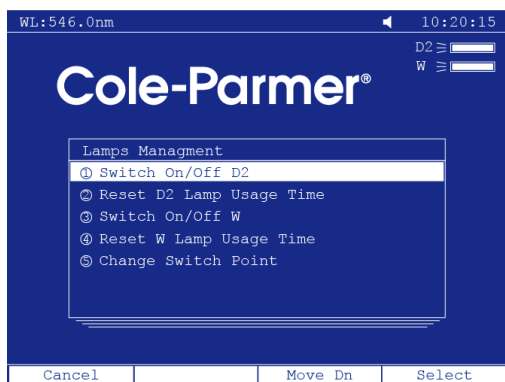 WL:546.0nm 10:20:15
D2
W
Cole-Parmer®
Lamps Managment
① Switch On/Off D2
② Reset D2 Lamp Usage Time
③ Switch On/Off W
④ Reset W Lamp Usage Time
⑤ Change Switch Point
Cancel Move Dn Select